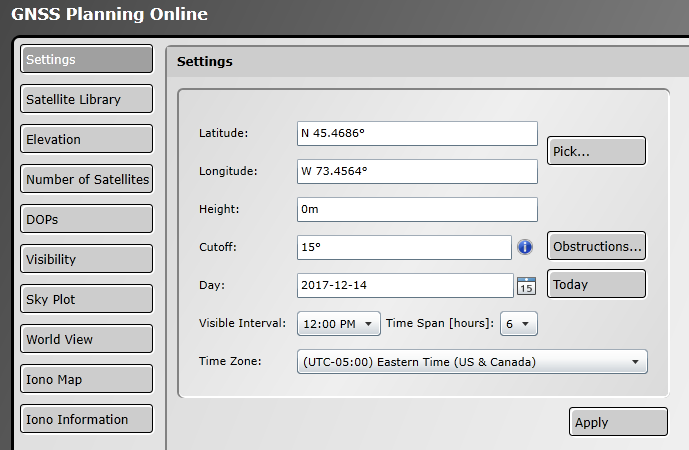 GNSS Planning Online
Settings
Satellite Library
Elevation
Number of Satellites
DOPs
Visibility
Sky Plot
World View
Iono Map
Iono Information
Settings
Latitude: N 45.4686°
Pick...
Longitude: W 73.4564°
Height: 0m
Cutoff: 15° Obstructions...
Day: 2017-12-14 15 Today
Visible Interval: 12:00 PM Time Span [hours]: 6
Time Zone: (UTC-05:00) Eastern Time (US & Canada)
Apply